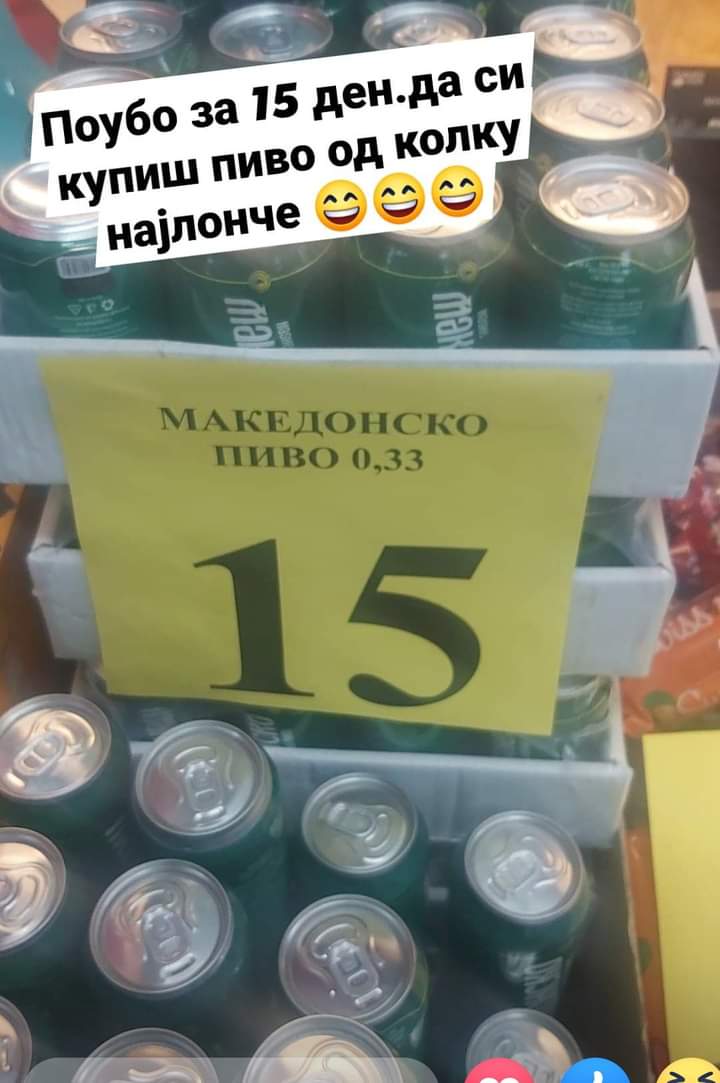 Поубо за 15 ден.да си
купиш пиво од колку
најлонче 😄😄😄
МАКЕДОНСКО
ПИВО 0,33
15